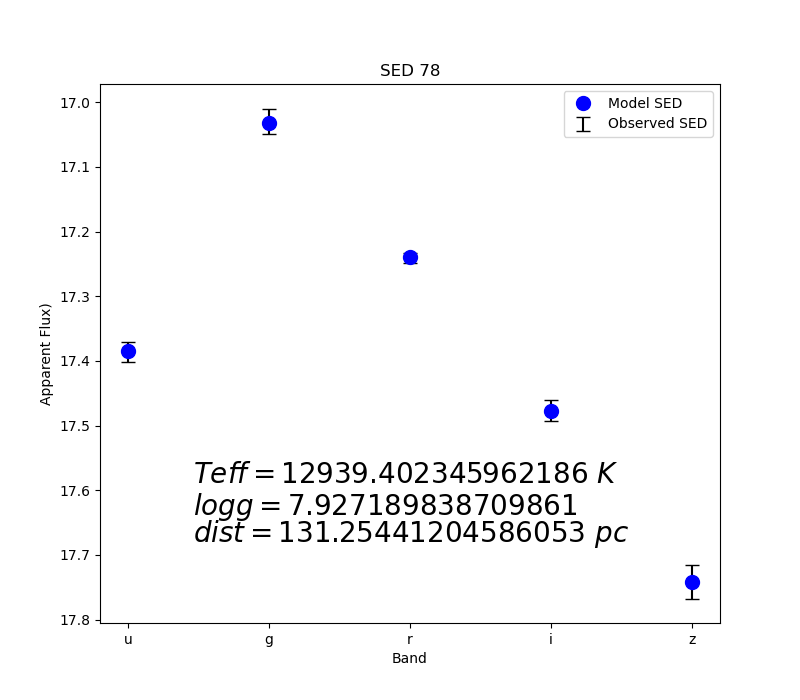 SED 78
Model SED
Observed SED
17.0
17.1
17.2
17.3
17.4
17.5
17.6
17.7
17.8
Apparent Flux)
Teff = 12939.402345962186 K
logg = 7.927189838709861
dist = 131.25441204586053 pc
u g r i z
Band